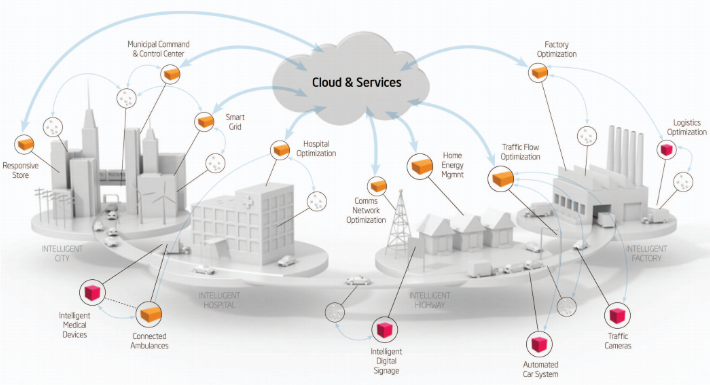 Municipal Command
& Control Center
Factory
Optimization
Cloud & Services
Smart
Grid
Logistics
Optimization
Hospital
Optimization
Responsive
Store
Home
Energy
Mgmnt
Traffic Flow
Optimization
Comms
Network
Optimization
INTELLIGENT
CITY
INTELLIGENT
FACTORY
INTELLIGENT
HOSPITAL
INTELLIGENT
HIGHWAY
Intelligent
Medical
Devices
Connected
Ambulances
Intelligent
Digital
Signage
Automated
Car System
Traffic
Cameras